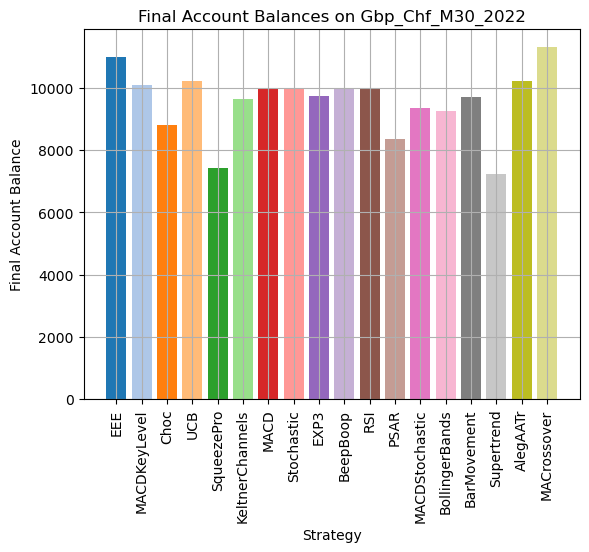 Final Account Balances on Gbp_Chf_M30_2022
Final Account Balance
10000
8000
6000
4000
2000
0
EEE
MACDKeyLevel
Choc
UCB
SqueezePro
KeltnerChannels
MACD
Stochastic
EXP3
BeepBoop
RSI
PSAR
MACDStochastic
BollingerBands
BarMovement
Supertrend
AlegAATr
MACrossover
Strategy